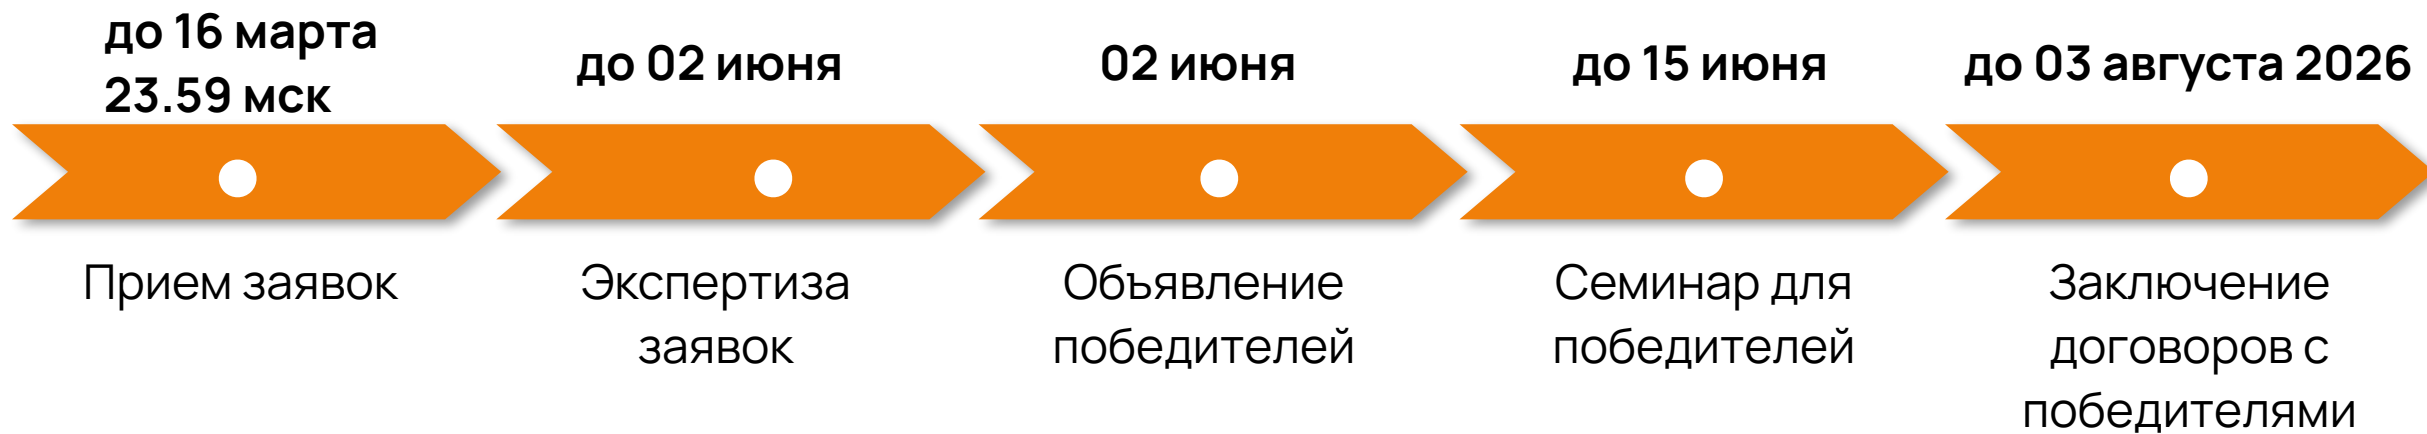 до 16 марта
23.59 мск
Прием заявок
до 02 июня
Экспертиза
заявок
02 июня
Объявление
победителей
до 15 июня
Семинар для
победителей
до 03 августа 2026
Заключение
договоров с
победителями